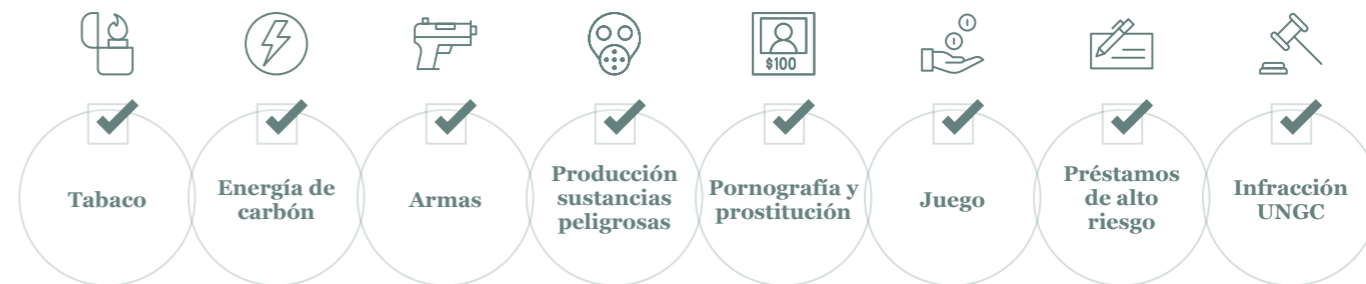 $100
Tabaco
Energía de
carbón
Armas
Producción
sustancias
peligrosas
Pornografía y
prostitución
Juego
Préstamos
de alto
riesgo
Infracción
UNGC